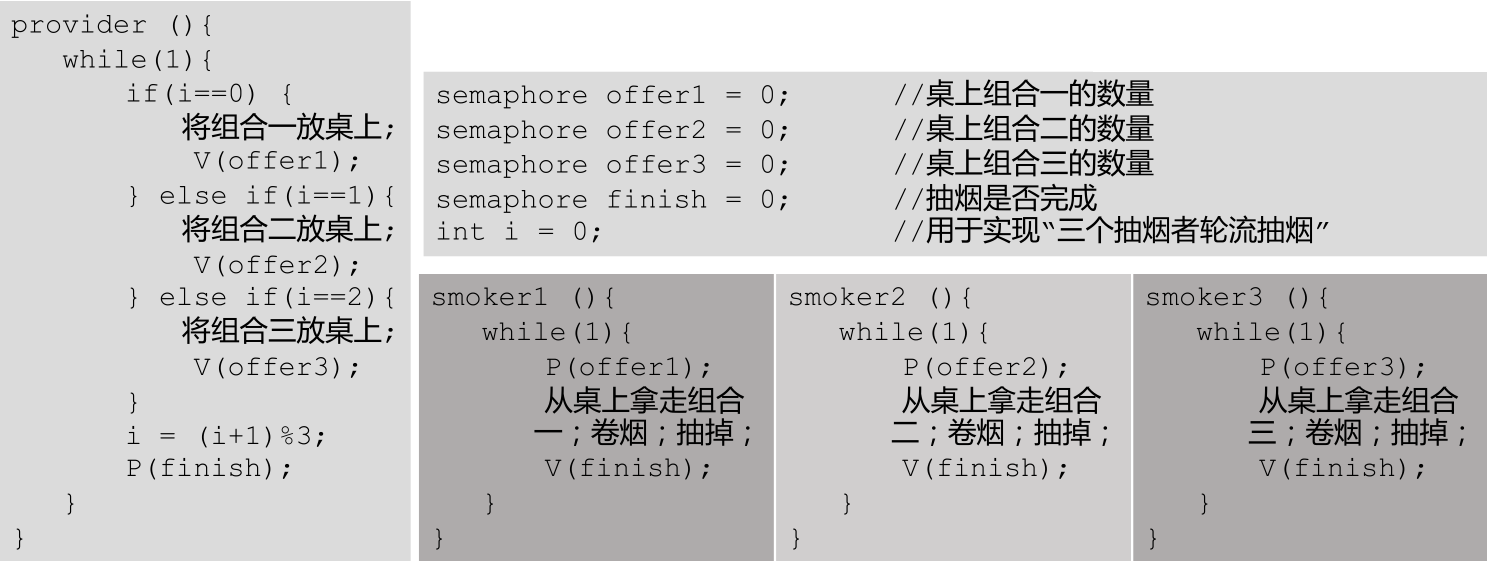 provider (){
while(1){
if(i==0) {
将组合一放桌上;
V(offer1);
} else if(i==1){
将组合二放桌上;
V(offer2);
} else if(i==2){
将组合三放桌上;
V(offer3);
}
i = (i+1)%3;
P(finish);
}
}
semaphore offer1 = 0; //桌上组合一的数量
semaphore offer2 = 0; //桌上组合二的数量
semaphore offer3 = 0; //桌上组合三的数量
semaphore finish = 0; //抽烟是否完成
int i = 0; //用于实现“三个抽烟者轮流抽烟”
smoker1 (){
while(1){
P(offer1);
从桌上拿走组合
一；卷烟；抽掉；
V(finish);
}
}
smoker2 (){
while(1){
P(offer2);
从桌上拿走组合
二；卷烟；抽掉；
V(finish);
}
}
smoker3 (){
while(1){
P(offer3);
从桌上拿走组合
三；卷烟；抽掉；
V(finish);
}
}